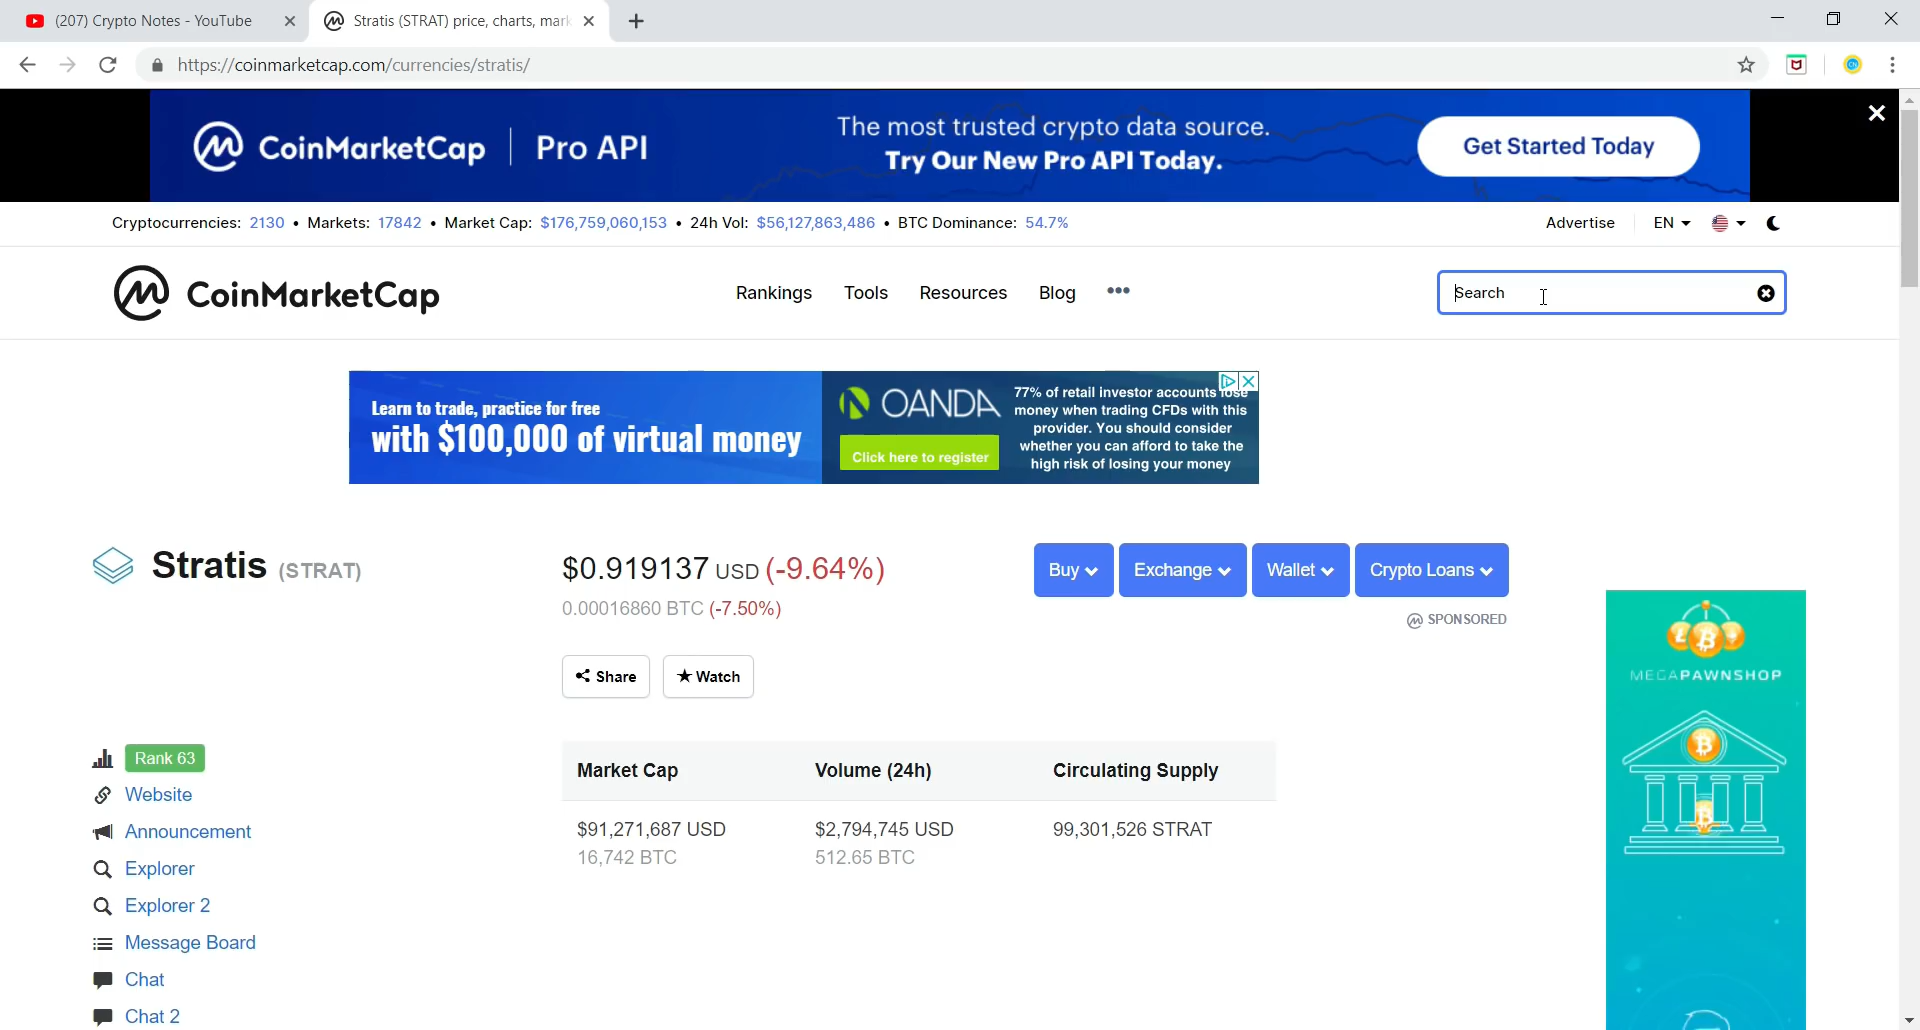 (207) Crypto Notes - YouTube
Stratis (STRAT) price, charts, mark
https://coinmarketcap.com/currencies/stratis/
CoinMarketCap | Pro API
The most trusted crypto data source.
Try Our New Pro API Today.
Get Started Today
Cryptocurrencies: 2130 • Markets: 17842 • Market Cap: $176,759,060,153 • 24h Vol: $56,127,863,486 • BTC Dominance: 54.7%
Advertise
EN
CoinMarketCap
Rankings
Tools
Resources
Blog
Search
Learn to trade, practice for free
with $100,000 of virtual money
OANDA
Click here to register
77% of retail investor accounts lose
money when trading CFDs with this
provider. You should consider
whether you can afford to take the
high risk of losing your money
Stratis (STRAT)
$0.919137 USD (-9.64%)
0.00016860 BTC (-7.50%)
Buy
Exchange
Wallet
Crypto Loans
SPONSORED
Share
Watch
Rank 63
Website
Announcement
Explorer
Explorer 2
Message Board
Chat
Chat 2
Market Cap
Volume (24h)
Circulating Supply
$91,271,687 USD
$2,794,745 USD
99,301,526 STRAT
16,742 BTC
512.65 BTC
MEGAPAWNSHOP